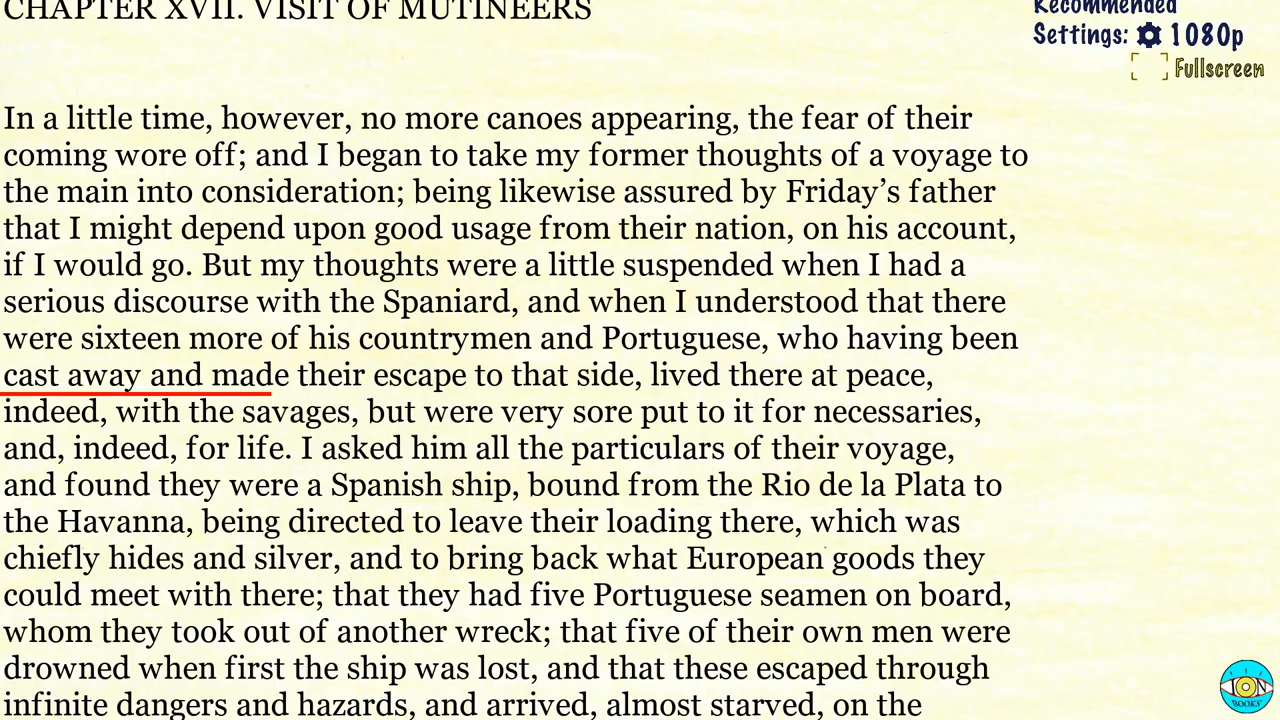 CHAPTER XVII. VISIT OF MUTINEERS
Recommended
Settings: 1080p
Fullscreen
In a little time, however, no more canoes appearing, the fear of their
coming wore off; and I began to take my former thoughts of a voyage to
the main into consideration; being likewise assured by Friday’s father
that I might depend upon good usage from their nation, on his account,
if I would go. But my thoughts were a little suspended when I had a
serious discourse with the Spaniard, and when I understood that there
were sixteen more of his countrymen and Portuguese, who having been
cast away and made their escape to that side, lived there at peace,
indeed, with the savages, but were very sore put to it for necessaries,
and, indeed, for life. I asked him all the particulars of their voyage,
and found they were a Spanish ship, bound from the Rio de la Plata to
the Havanna, being directed to leave their loading there, which was
chiefly hides and silver, and to bring back what European goods they
could meet with there; that they had five Portuguese seamen on board,
whom they took out of another wreck; that five of their own men were
drowned when first the ship was lost, and that these escaped through
infinite dangers and hazards, and arrived, almost starved, on the
ION
BOOKS